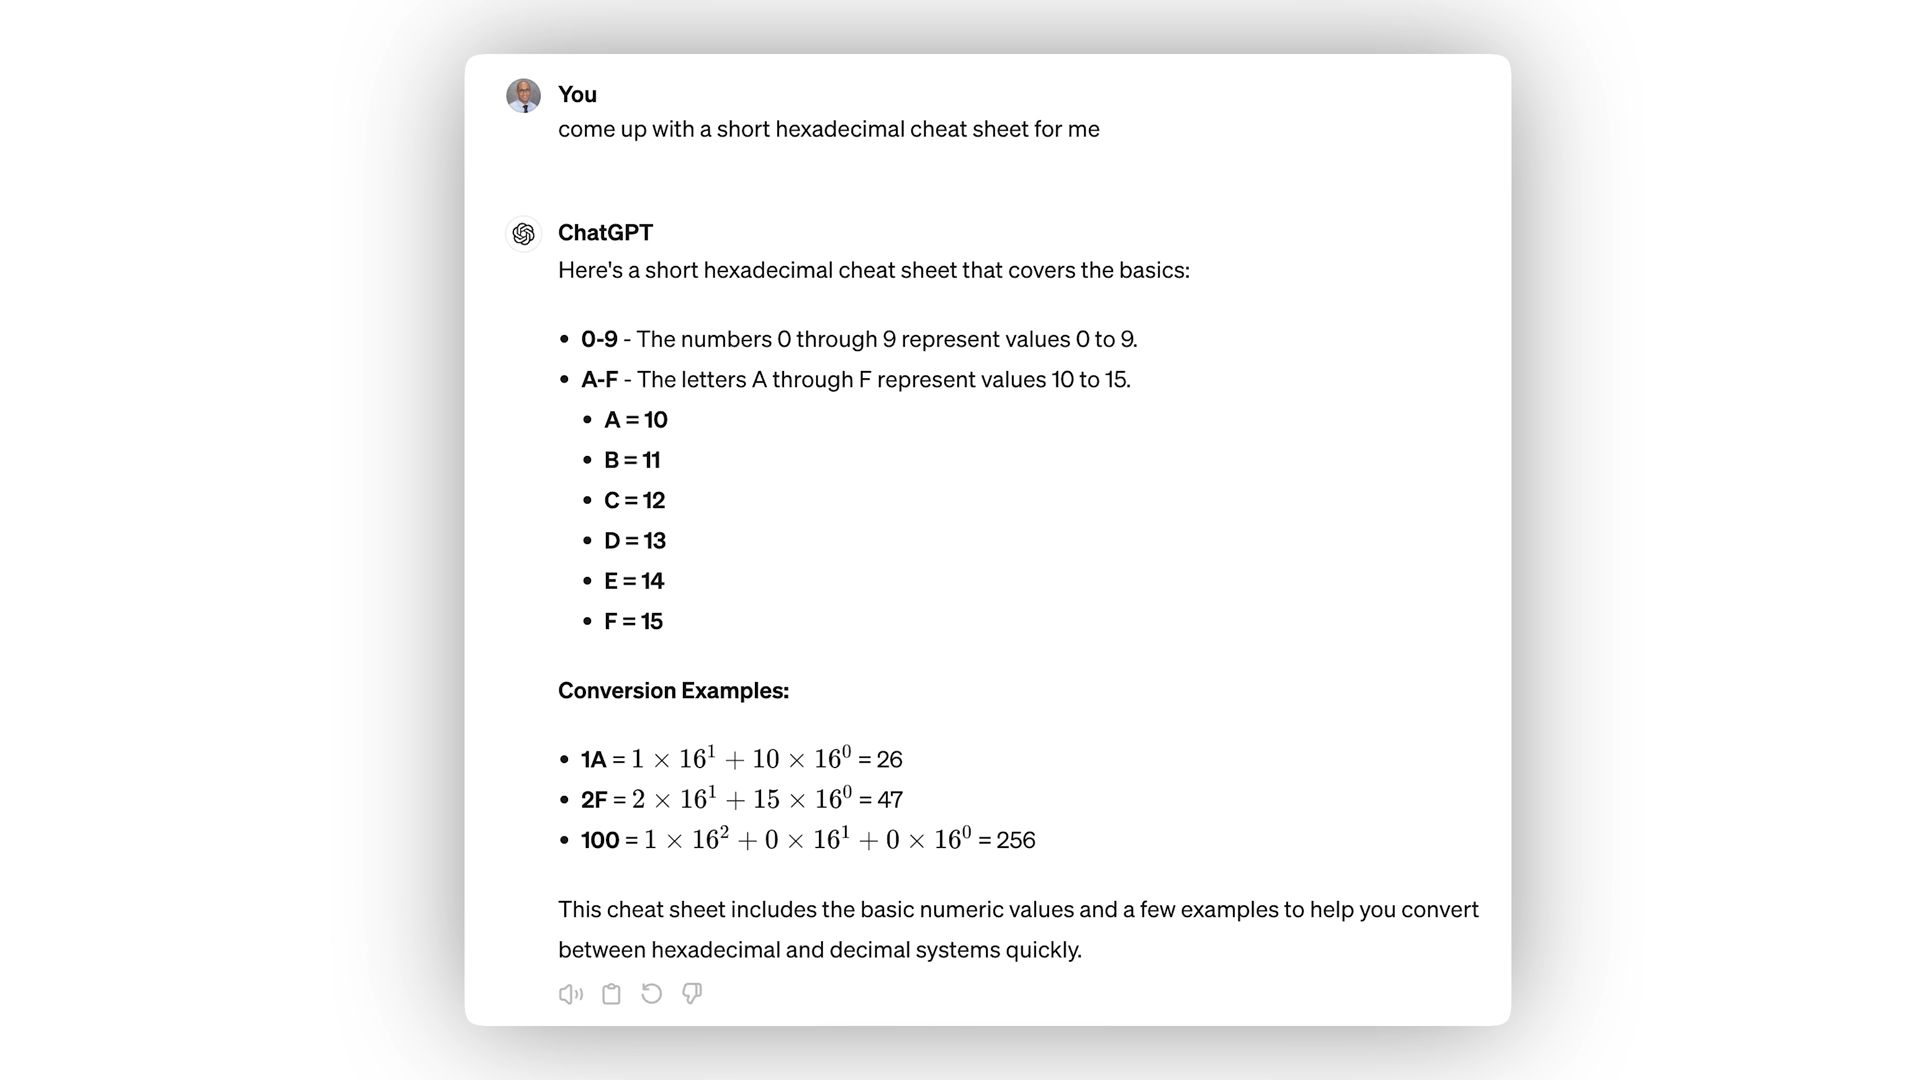 You
come up with a short hexadecimal cheat sheet for me
ChatGPT
Here's a short hexadecimal cheat sheet that covers the basics:
• 0-9 - The numbers 0 through 9 represent values 0 to 9.
• A-F - The letters A through F represent values 10 to 15.
• A = 10
• B = 11
• C = 12
• D = 13
• E = 14
• F = 15
Conversion Examples:
• 1A = 1 × 16¹ + 10 × 16⁰ = 26
• 2F = 2 × 16¹ + 15 × 16⁰ = 47
• 100 = 1 × 16² + 0 × 16¹ + 0 × 16⁰ = 256
This cheat sheet includes the basic numeric values and a few examples to help you convert
between hexadecimal and decimal systems quickly.